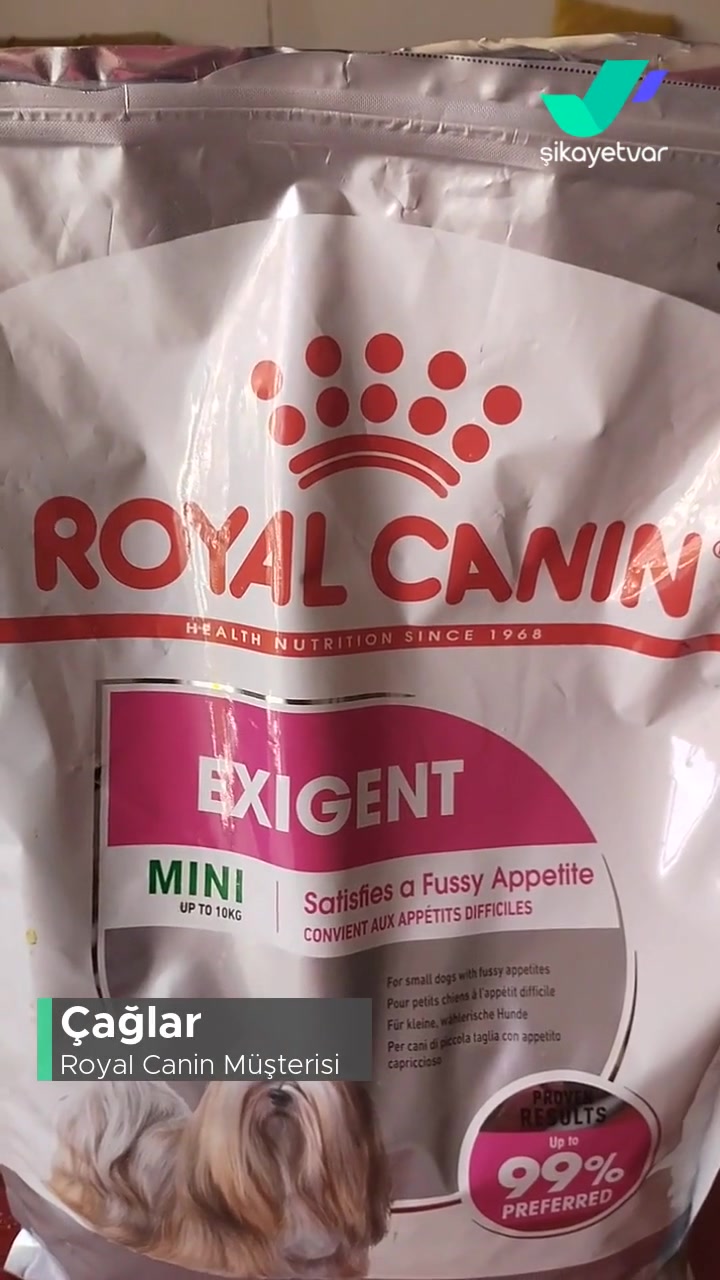 şikayetvar
ROYAL CANIN
HEALTH NUTRITION SINCE 1968
EXIGENT
MINI
UP TO 10KG
Satisfies a Fussy Appetite
CONVIENT AUX APPÉTITS DIFFICILES
For small dogs with fussy appetites
Pour petits chiens à l'appétit difficile
Für kleine, wählerische Hunde
Per cani di piccola taglia con appetito
capriccioso
Çağlar
Royal Canin Müşterisi
PROVEN
RESULTS
Up to
99%
PREFERRED